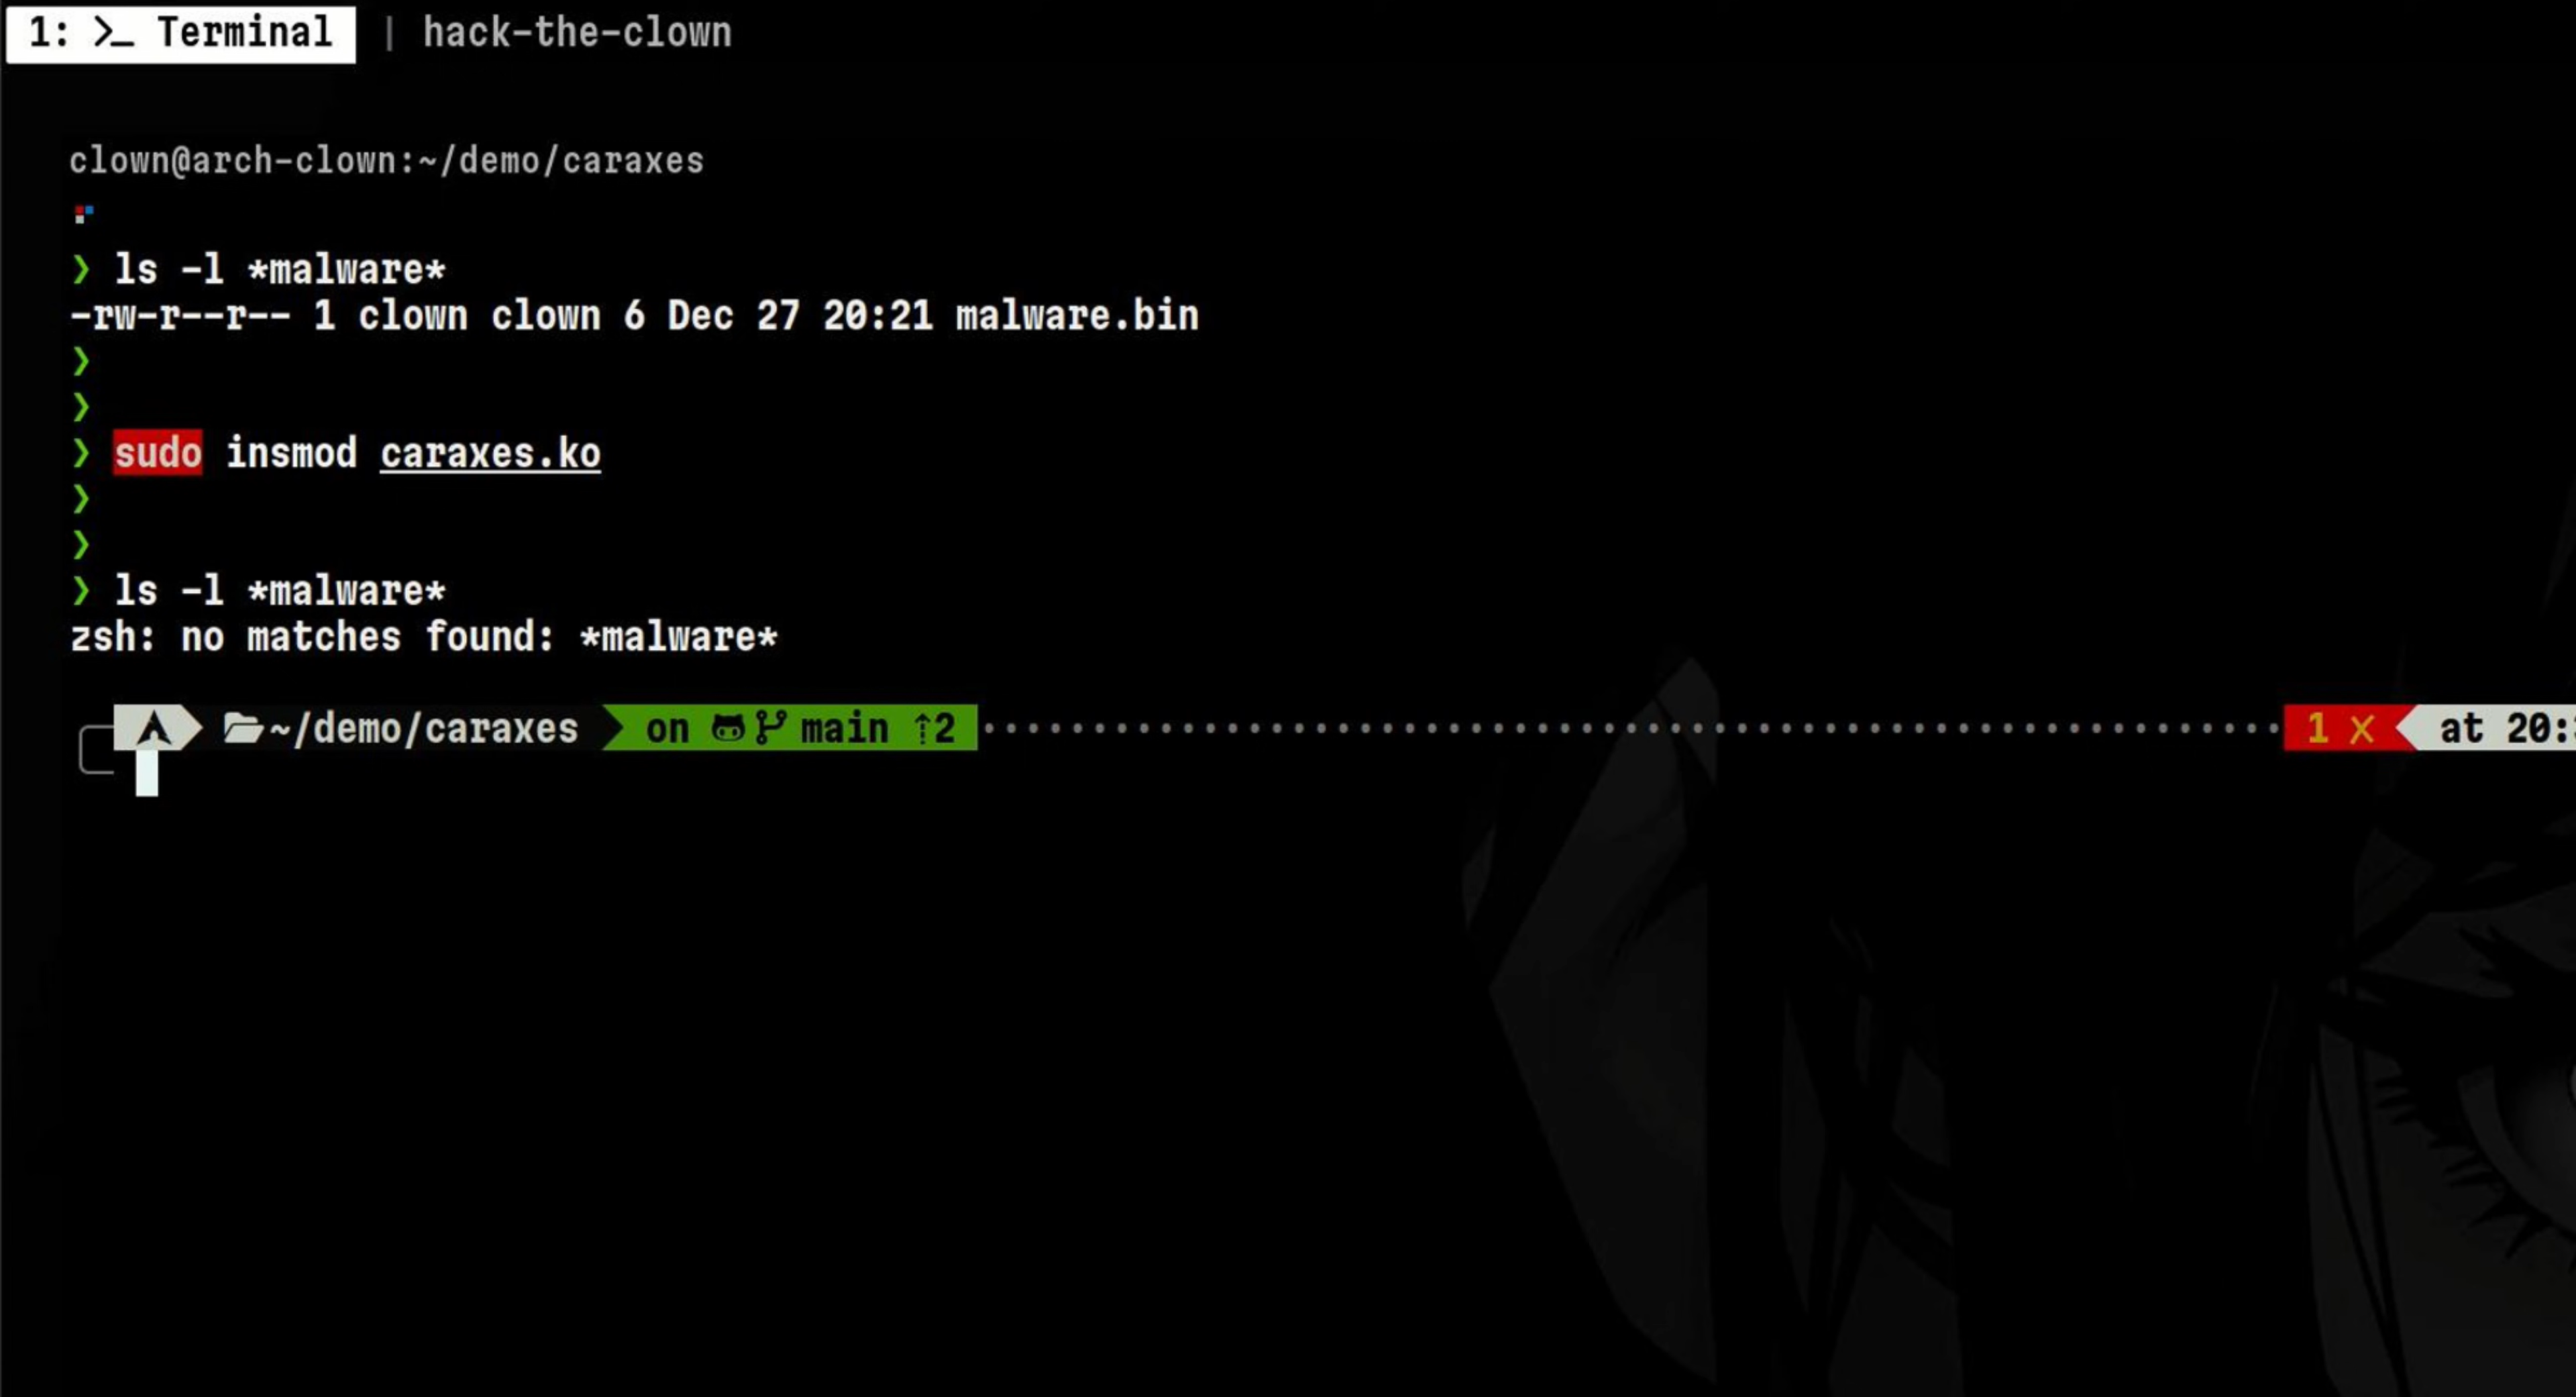 1: >_ Terminal | hack-the-clown
clown@arch-clown:~/demo/caraxes
❯ ls -l *malware*
-rw-r--r-- 1 clown clown 6 Dec 27 20:21 malware.bin
❯
❯
❯ sudo insmod caraxes.ko
❯
❯
❯ ls -l *malware*
zsh: no matches found: *malware*
~/demo/caraxes on main ⇡2 1 ✗ at 20: